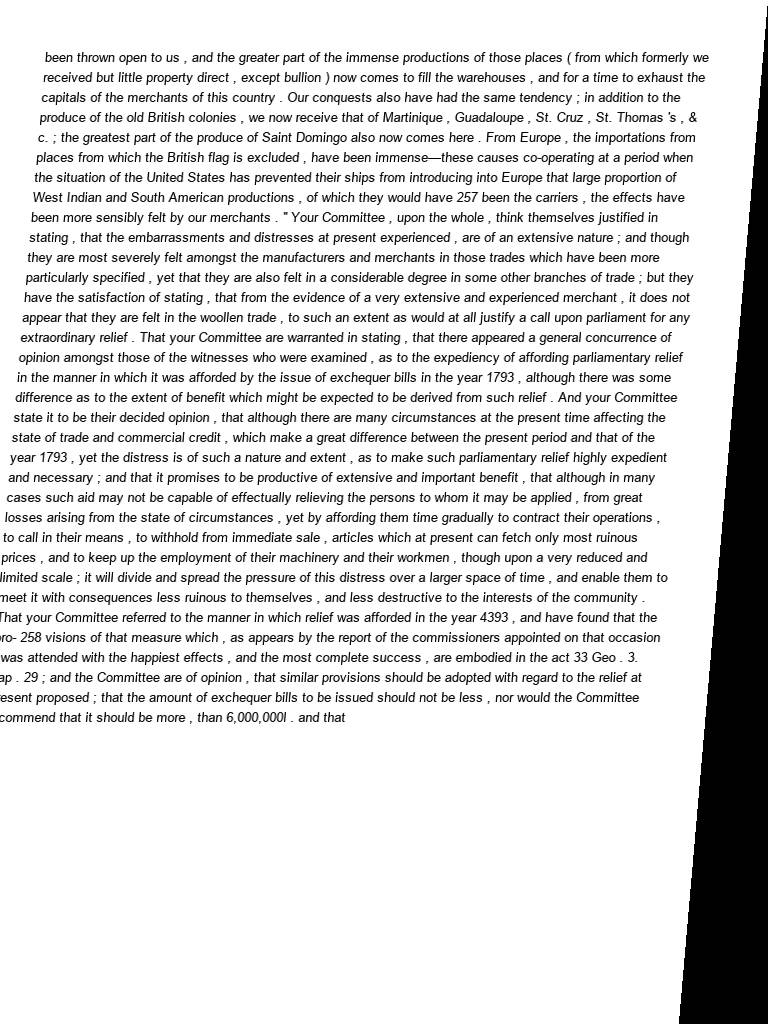 been thrown open to us , and the greater part of the immense productions of those places ( from which formerly we
received but little property direct , except bullion ) now comes to fill the warehouses , and for a time to exhaust the
capitals of the merchants of this country . Our conquests also have had the same tendency ; in addition to the
produce of the old British colonies , we now receive that of Martinique , Guadaloupe , St. Cruz , St. Thomas 's , &
c. ; the greatest part of the produce of Saint Domingo also now comes here . From Europe , the importations from
places from which the British flag is excluded , have been immense—these causes co-operating at a period when
the situation of the United States has prevented their ships from introducing into Europe that large proportion of
West Indian and South American productions , of which they would have 257 been the carriers , the effects have
been more sensibly felt by our merchants . " Your Committee , upon the whole , think themselves justified in
stating , that the embarrassments and distresses at present experienced , are of an extensive nature ; and though
they are most severely felt amongst the manufacturers and merchants in those trades which have been more
particularly specified , yet that they are also felt in a considerable degree in some other branches of trade ; but they
have the satisfaction of stating , that from the evidence of a very extensive and experienced merchant , it does not
appear that they are felt in the woollen trade , to such an extent as would at all justify a call upon parliament for any
extraordinary relief . That your Committee are warranted in stating , that there appeared a general concurrence of
opinion amongst those of the witnesses who were examined , as to the expediency of affording parliamentary relief
in the manner in which it was afforded by the issue of exchequer bills in the year 1793 , although there was some
difference as to the extent of benefit which might be expected to be derived from such relief . And your Committee
state it to be their decided opinion , that although there are many circumstances at the present time affecting the
state of trade and commercial credit , which make a great difference between the present period and that of the
year 1793 , yet the distress is of such a nature and extent , as to make such parliamentary relief highly expedient
and necessary ; and that it promises to be productive of extensive and important benefit , that although in many
cases such aid may not be capable of effectually relieving the persons to whom it may be applied , from great
losses arising from the state of circumstances , yet by affording them time gradually to contract their operations ,
to call in their means , to withhold from immediate sale , articles which at present can fetch only most ruinous
prices , and to keep up the employment of their machinery and their workmen , though upon a very reduced and
limited scale ; it will divide and spread the pressure of this distress over a larger space of time , and enable them to
meet it with consequences less ruinous to themselves , and less destructive to the interests of the community .
That your Committee referred to the manner in which relief was afforded in the year 4393 , and have found that the
pro- 258 visions of that measure which , as appears by the report of the commissioners appointed on that occasion
was attended with the happiest effects , and the most complete success , are embodied in the act 33 Geo . 3.
ap . 29 ; and the Committee are of opinion , that similar provisions should be adopted with regard to the relief at
resent proposed ; that the amount of exchequer bills to be issued should not be less , nor would the Committee
commend that it should be more , than 6,000,000l . and that